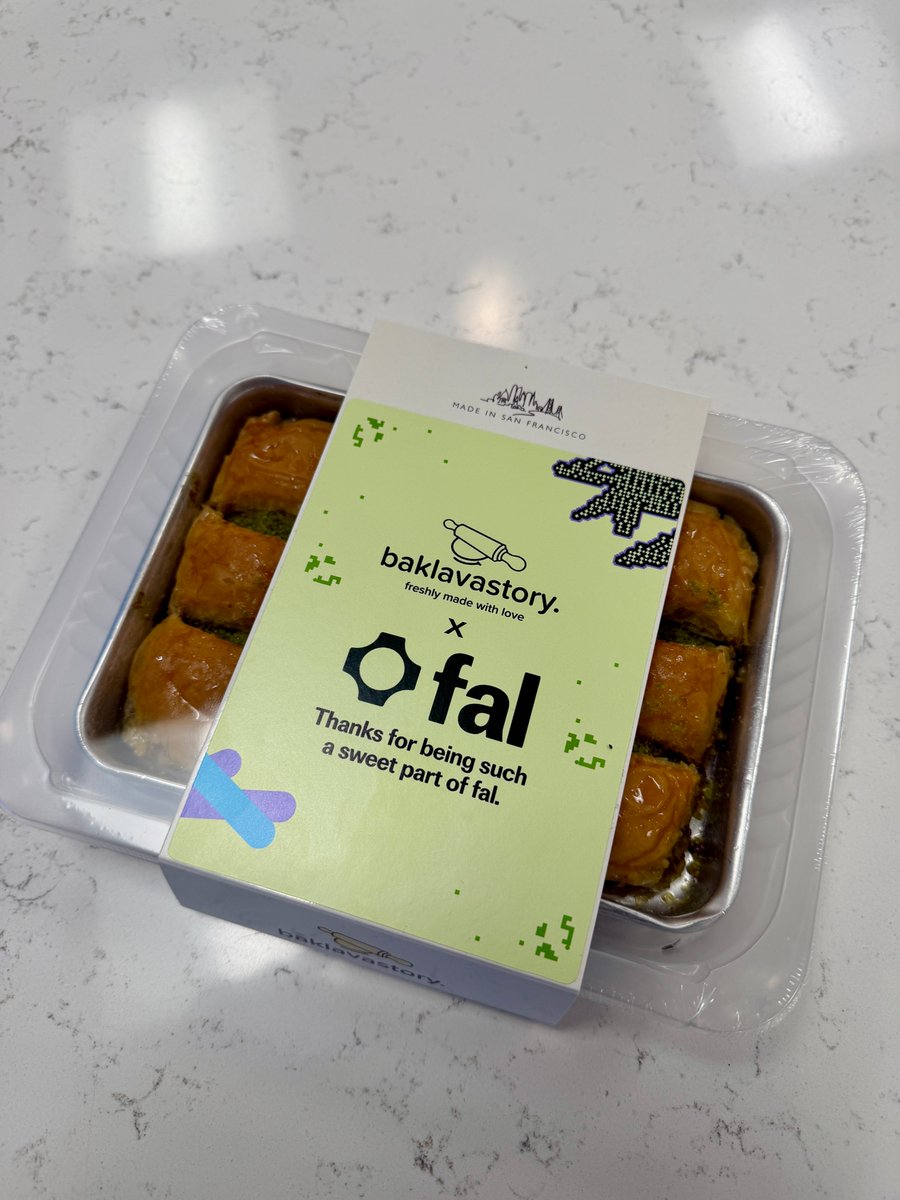 MADE IN SAN FRANCISCO
baklavastory.
freshly made with love
x
fal
Thanks for being such
a sweet part of fal.
baklavastory.